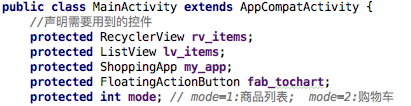 public class MainActivity extends AppCompatActivity {
//声明需要用到的控件
protected RecyclerView rv_items;
protected ListView lv_items;
protected ShoppingApp my_app;
protected FloatingActionButton fab_tochart;
protected int mode; // mode=1:商品列表; mode=2:购物车